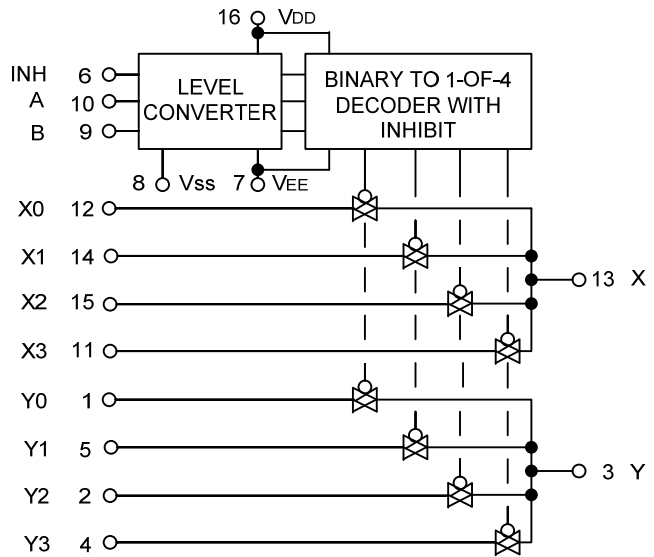 16 VDD
INH 6
A 10
B 9
LEVEL
CONVERTER
BINARY TO 1-OF-4
DECODER WITH
INHIBIT
8 Vss
7 VEE
X0 12
X1 14
X2 15
X3 11
13 X
Y0 1
Y1 5
Y2 2
Y3 4
3 Y